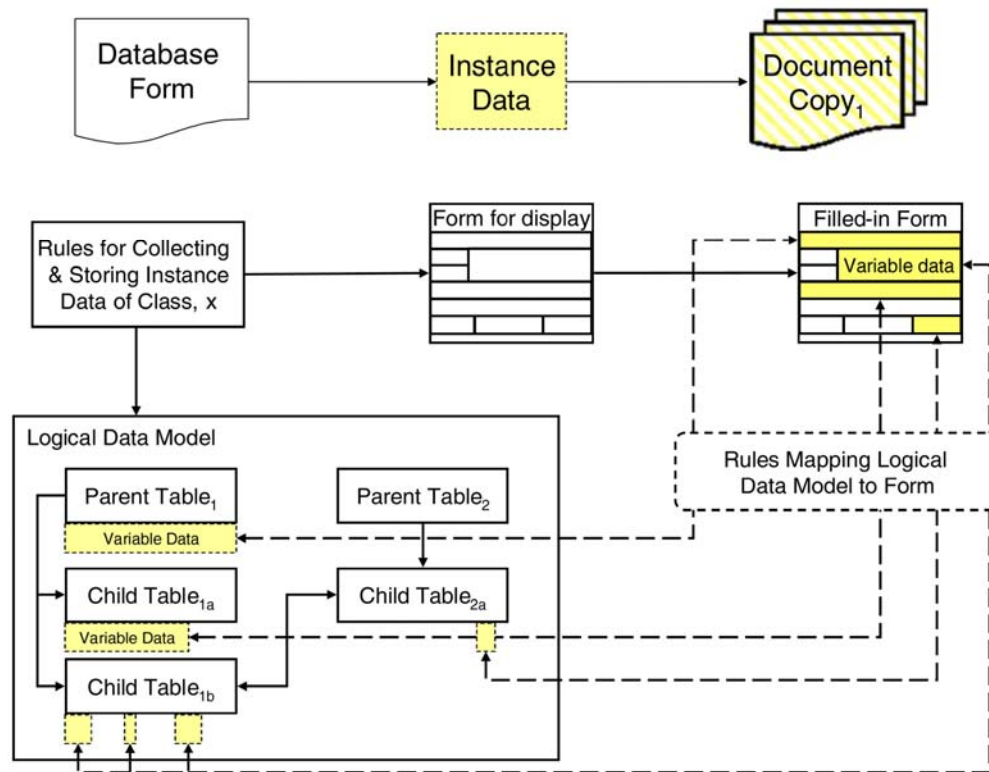 Database
Form
Instance
Data
Document
Copy₁
Rules for Collecting
& Storing Instance
Data of Class, x
Form for display
Filled-in Form
Variable data
Logical Data Model
Rules Mapping Logical
Data Model to Form
Parent Table₁
Parent Table₂
Variable Data
Child Table₁ₐ
Child Table₂ₐ
Variable Data
Child Table₁b